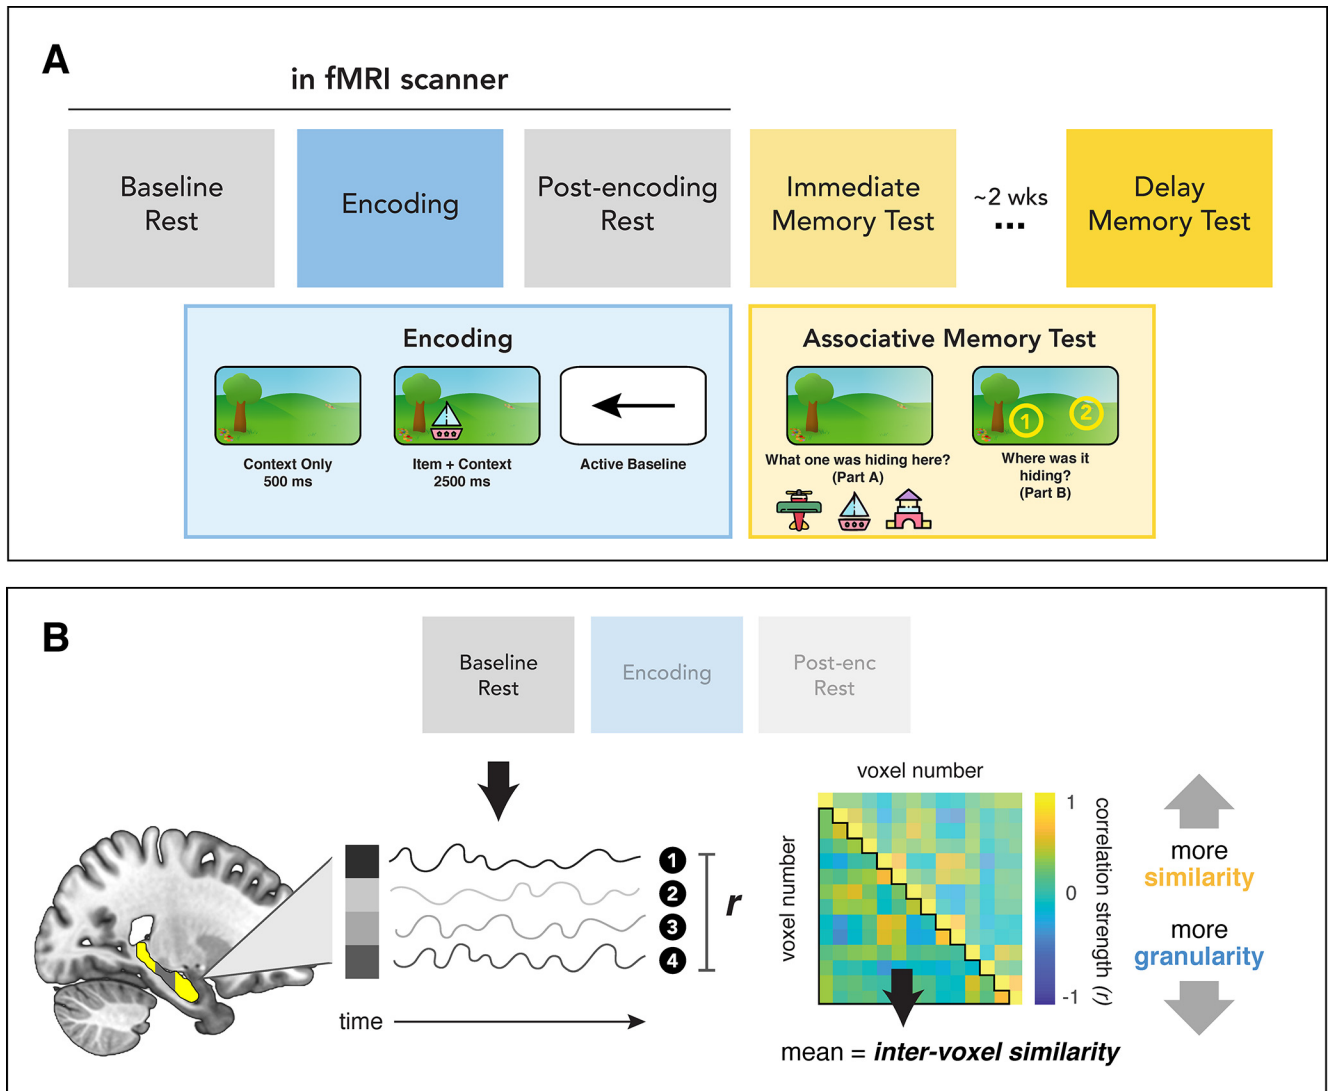 A
in fMRI scanner
Baseline
Rest
Encoding
Post-encoding
Rest
Immediate
Memory Test
~2 wks
...
Delay
Memory Test
Encoding
Context Only
500 ms
Item + Context
2500 ms
Active Baseline
Associative Memory Test
1
2
What one was hiding here?
(Part A)
Where was it
hiding?
(Part B)
B
Baseline
Rest
Encoding
Post-enc
Rest
1
2
3
4
r
time
voxel number
voxel number
1
0
-1
correlation strength (r)
more
similarity
more
granularity
mean = inter-voxel similarity